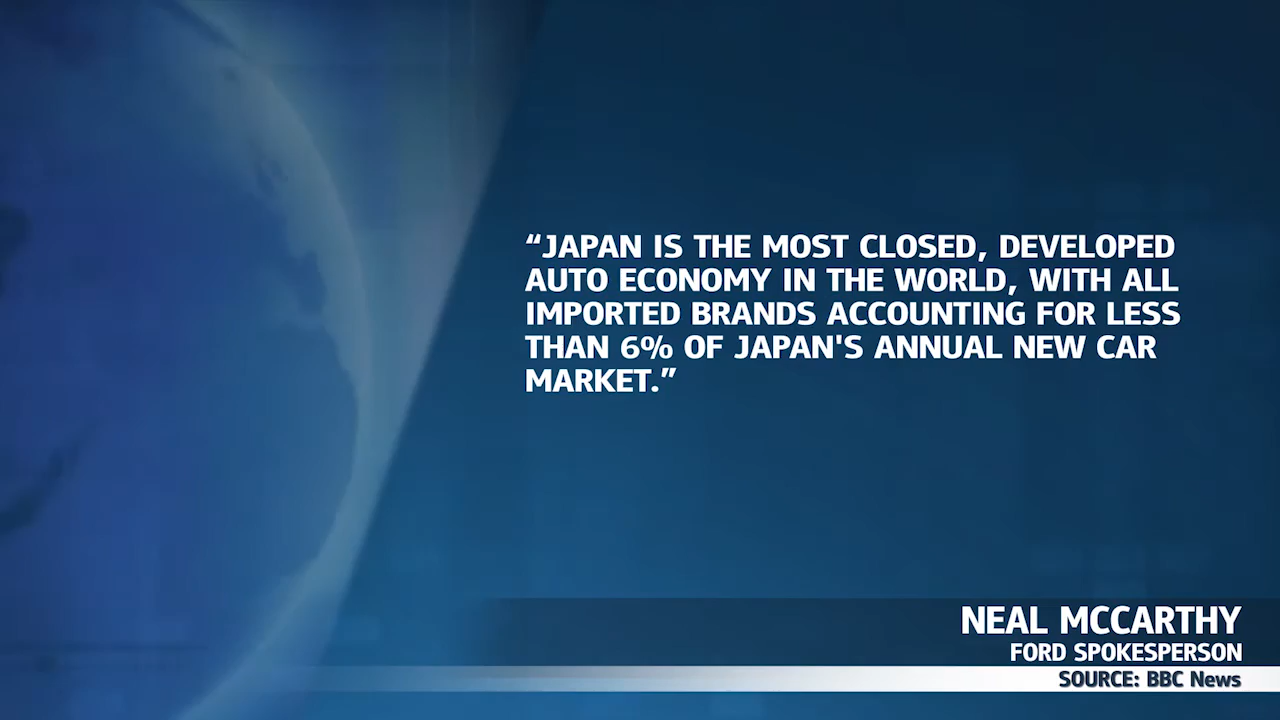 “JAPAN IS THE MOST CLOSED, DEVELOPED
AUTO ECONOMY IN THE WORLD, WITH ALL
IMPORTED BRANDS ACCOUNTING FOR LESS
THAN 6% OF JAPAN'S ANNUAL NEW CAR
MARKET.”
NEAL MCCARTHY
FORD SPOKESPERSON
SOURCE: BBC News